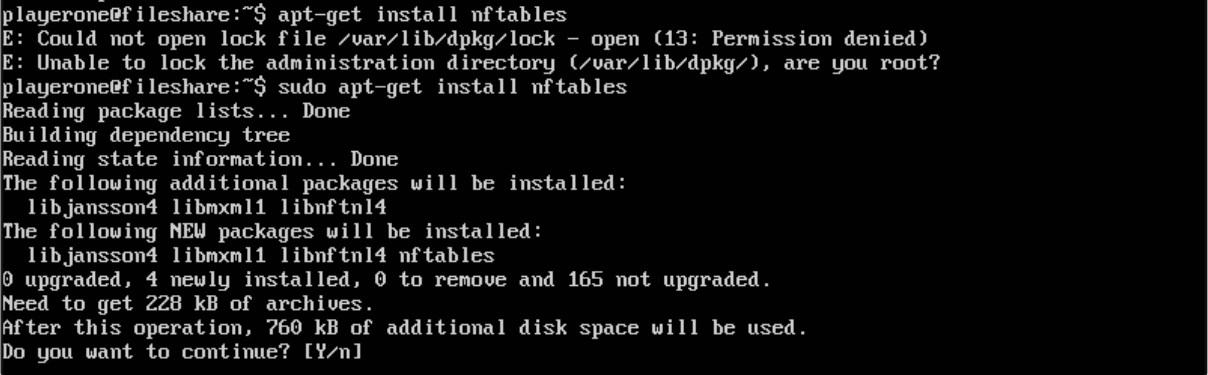 playerone@fileshare:~$ apt-get install nftables
E: Could not open lock file /var/lib/dpkg/lock - open (13: Permission denied)
E: Unable to lock the administration directory (/var/lib/dpkg/), are you root?
playerone@fileshare:~$ sudo apt-get install nftables
Reading package lists... Done
Building dependency tree
Reading state information... Done
The following additional packages will be installed:
  libjansson4 libmxml1 libnftnl4
The following NEW packages will be installed:
  libjansson4 libmxml1 libnftnl4 nftables
0 upgraded, 4 newly installed, 0 to remove and 165 not upgraded.
Need to get 228 kB of archives.
After this operation, 760 kB of additional disk space will be used.
Do you want to continue? [Y/n]